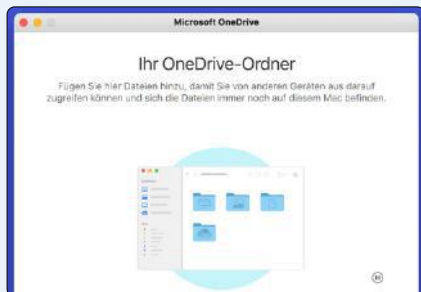 Microsoft OneDrive
Ihr OneDrive-Ordner
Fügen Sie hier Dateien hinzu, damit Sie von anderen Geräten aus darauf
zugreifen können und sich die Dateien immer noch auf diesem Mac befinden.